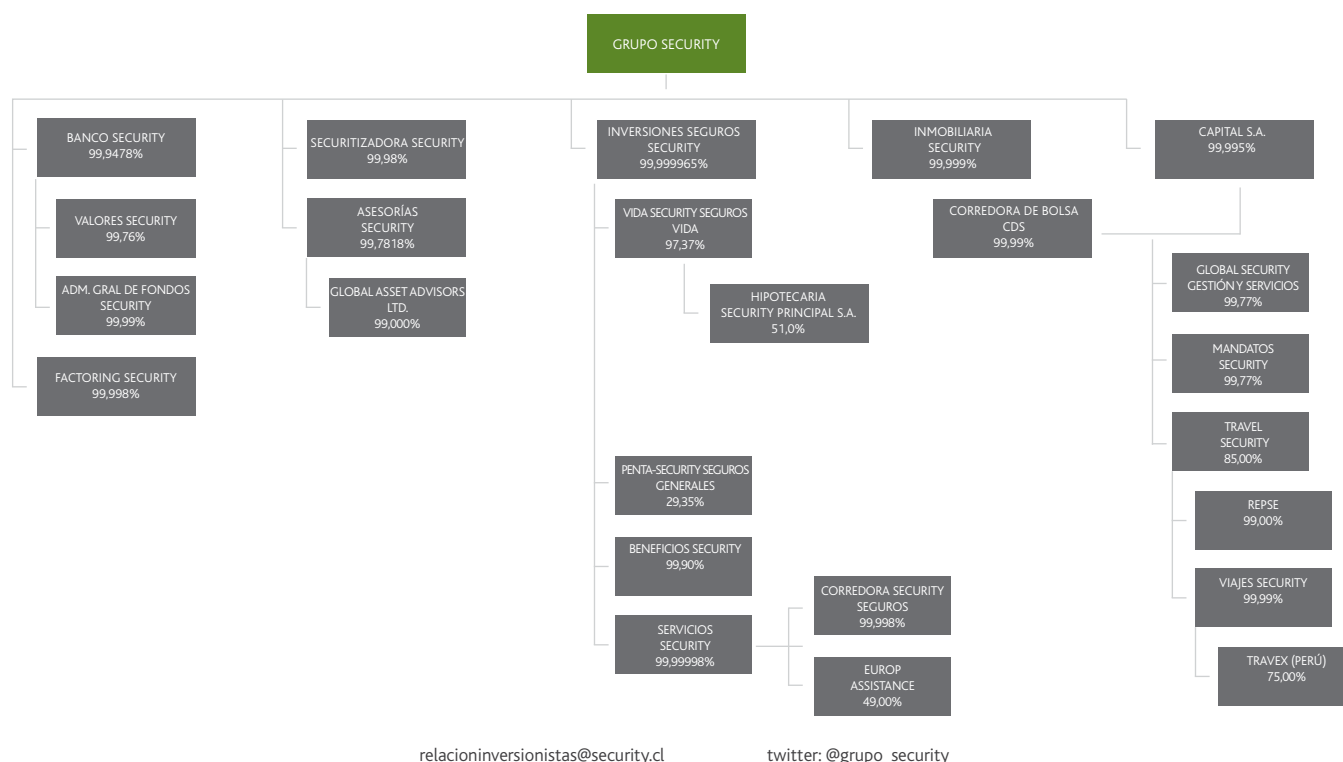 GRUPO SECURITY
BANCO SECURITY
99,9478%
VALORES SECURITY
99,76%
ADM. GRAL DE FONDOS
SECURITY
99,99%
FACTORING SECURITY
99,998%
SECURITIZADORA SECURITY
99,98%
ASESORÍAS
SECURITY
99,7818%
GLOBAL ASSET ADVISORS
LTD.
99,000%
INVERSIONES SEGUROS
SECURITY
99,999965%
VIDA SECURITY SEGUROS
VIDA
97,37%
HIPOTECARIA
SECURITY PRINCIPAL S.A.
51,0%
PENTA-SECURITY SEGUROS
GENERALES
29,35%
BENEFICIOS SECURITY
99,90%
SERVICIOS
SECURITY
99,99998%
CORREDORA SECURITY
SEGUROS
99,998%
EUROP
ASSISTANCE
49,00%
INMOBILIARIA
SECURITY
99,999%
CAPITAL S.A.
99,995%
CORREDORA DE BOLSA
CDS
99,99%
GLOBAL SECURITY
GESTIÓN Y SERVICIOS
99,77%
MANDATOS
SECURITY
99,77%
TRAVEL
SECURITY
85,00%
REPSE
99,00%
VIAJES SECURITY
99,99%
TRAVEX (PERÚ)
75,00%
relacioninversionistas@security.cl
twitter: @grupo_security